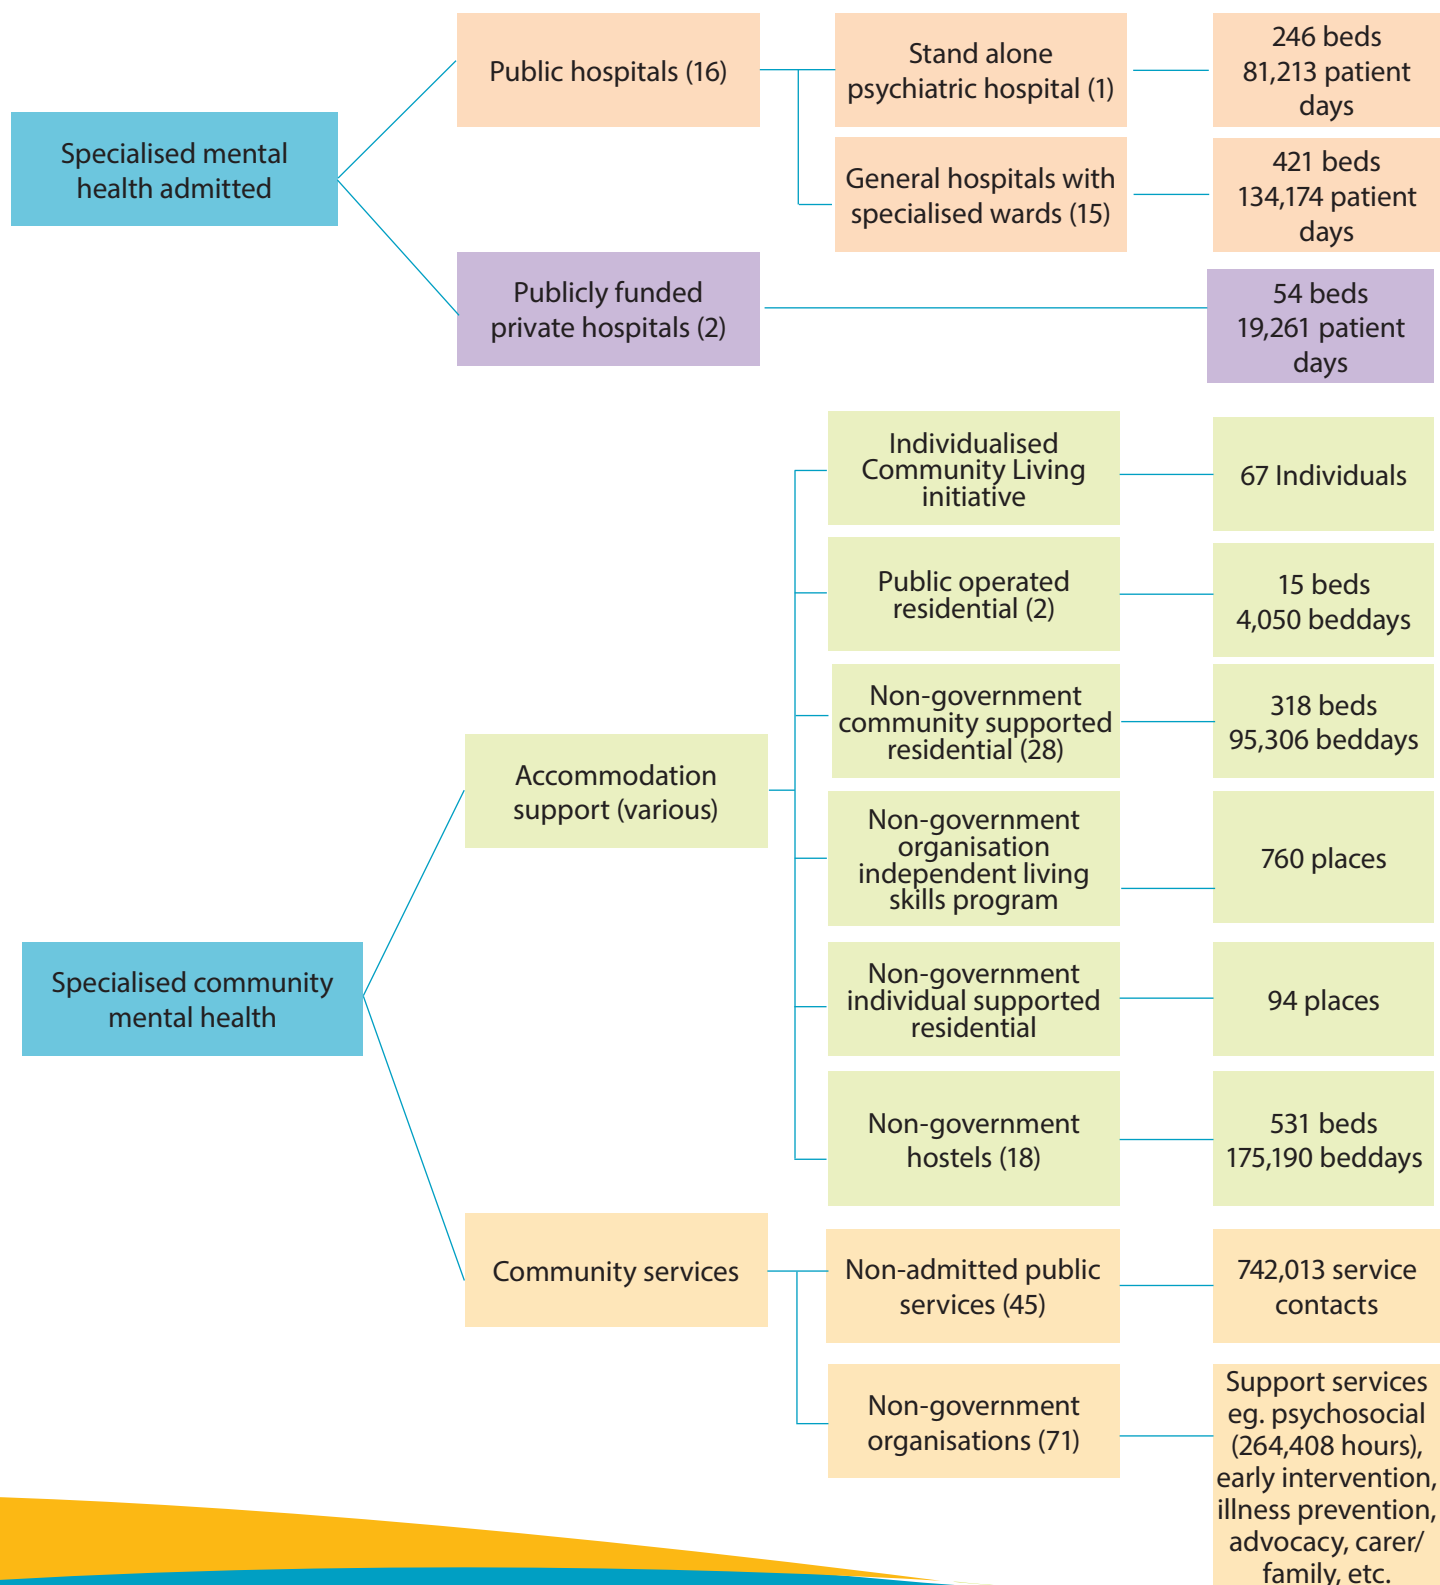 Specialised mental
health admitted
Public hospitals (16)
Stand alone
psychiatric hospital (1)
246 beds
81,213 patient
days
General hospitals with
specialised wards (15)
421 beds
134,174 patient
days
Publicly funded
private hospitals (2)
54 beds
19,261 patient
days
Specialised community
mental health
Accommodation
support (various)
Individualised
Community Living
initiative
67 Individuals
Public operated
residential (2)
15 beds
4,050 beddays
Non-government
community supported
residential (28)
318 beds
95,306 beddays
Non-government
organisation
independent living
skills program
760 places
Non-government
individual supported
residential
94 places
Non-government
hostels (18)
531 beds
175,190 beddays
Community services
Non-admitted public
services (45)
742,013 service
contacts
Non-government
organisations (71)
Support services
eg. psychosocial
(264,408 hours),
early intervention,
illness prevention,
advocacy, carer/
family, etc.